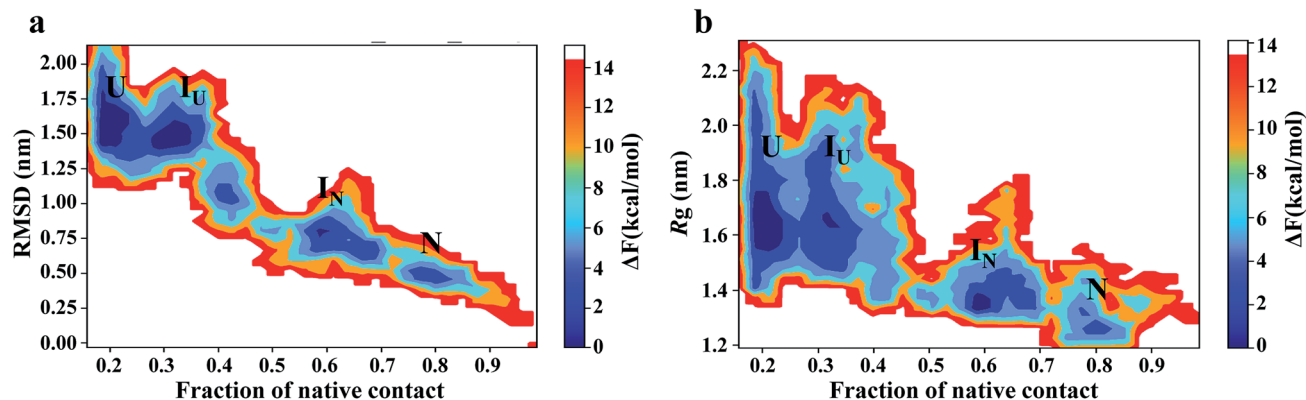 a
b
2.00
1.75
1.50
1.25
1.00
0.75
0.50
0.25
0.00
RMSD (nm)
U
I_U
I_N
N
0.2 0.3 0.4 0.5 0.6 0.7 0.8 0.9
Fraction of native contact
14
12
10
8
6
4
2
0
ΔF(kcal/mol)
2.2
2.0
1.8
1.6
1.4
1.2
Rg (nm)
U
I_U
I_N
N
0.2 0.3 0.4 0.5 0.6 0.7 0.8 0.9
Fraction of native contact
14
12
10
8
6
4
2
0
ΔF(kcal/mol)